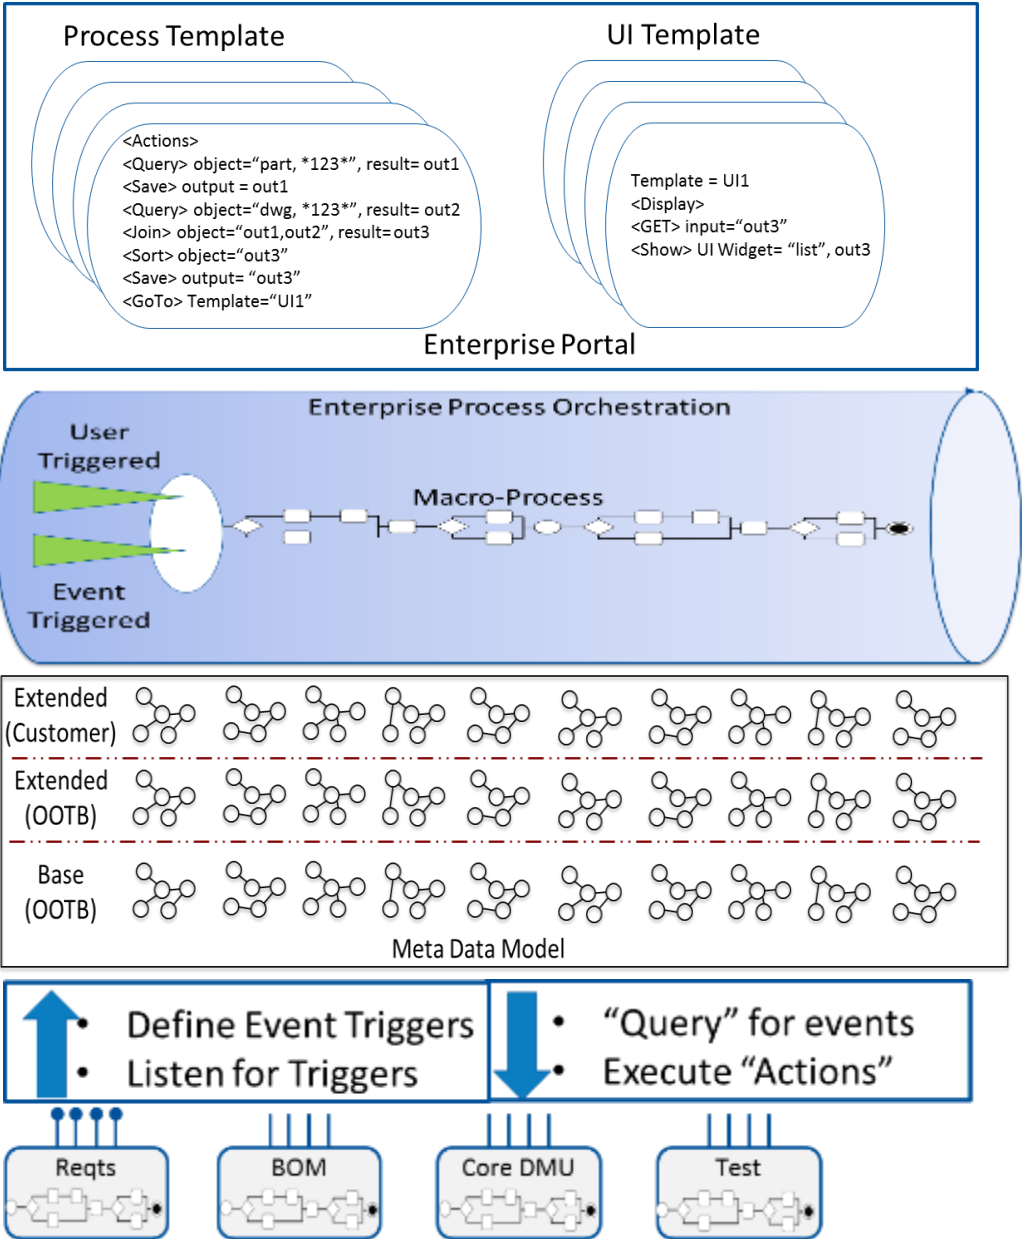 Process Template
UI Template
<Actions>
<Query> object=“part, *123*”, result= out1
<Save> output = out1
<Query> object=“dwg, *123*”, result= out2
<Join> object=“out1,out2”, result= out3
<Sort> object=“out3”
<Save> output= “out3”
<GoTo> Template=“UI1”
Template = UI1
<Display>
<GET> input=“out3”
<Show> UI Widget= “list”, out3
Enterprise Portal
Enterprise Process Orchestration
User
Triggered
Macro-Process
Event
Triggered
Extended
(Customer)
Extended
(OOTB)
Base
(OOTB)
Meta Data Model
• Define Event Triggers
• Listen for Triggers
• “Query” for events
• Execute “Actions”
Reqts
BOM
Core DMU
Test